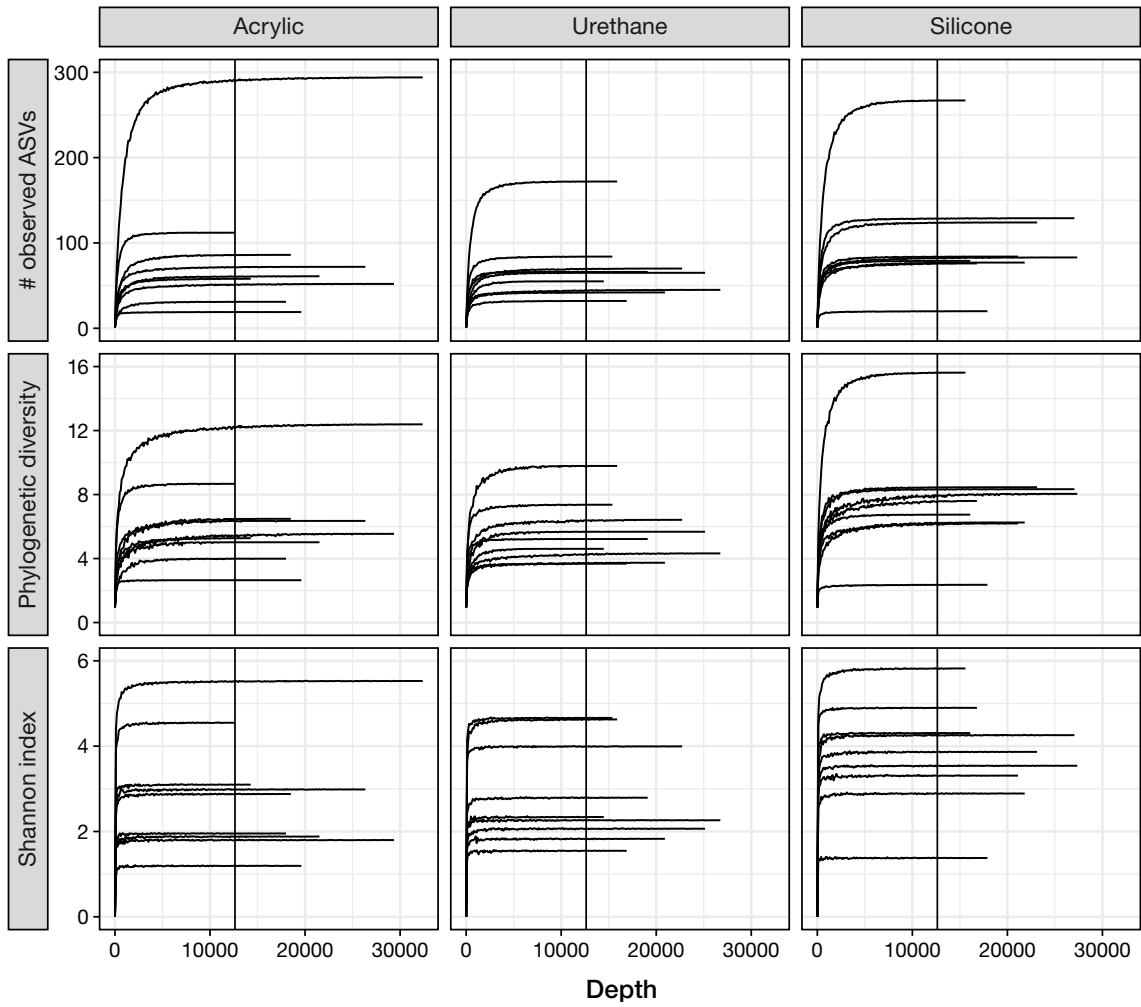 Acrylic Urethane Silicone
# observed ASVs
300
200
100
0
Phylogenetic diversity
16
12
8
4
0
Shannon index
6
4
2
0
0 10000 20000 30000 0 10000 20000 30000 0 10000 20000 30000
Depth